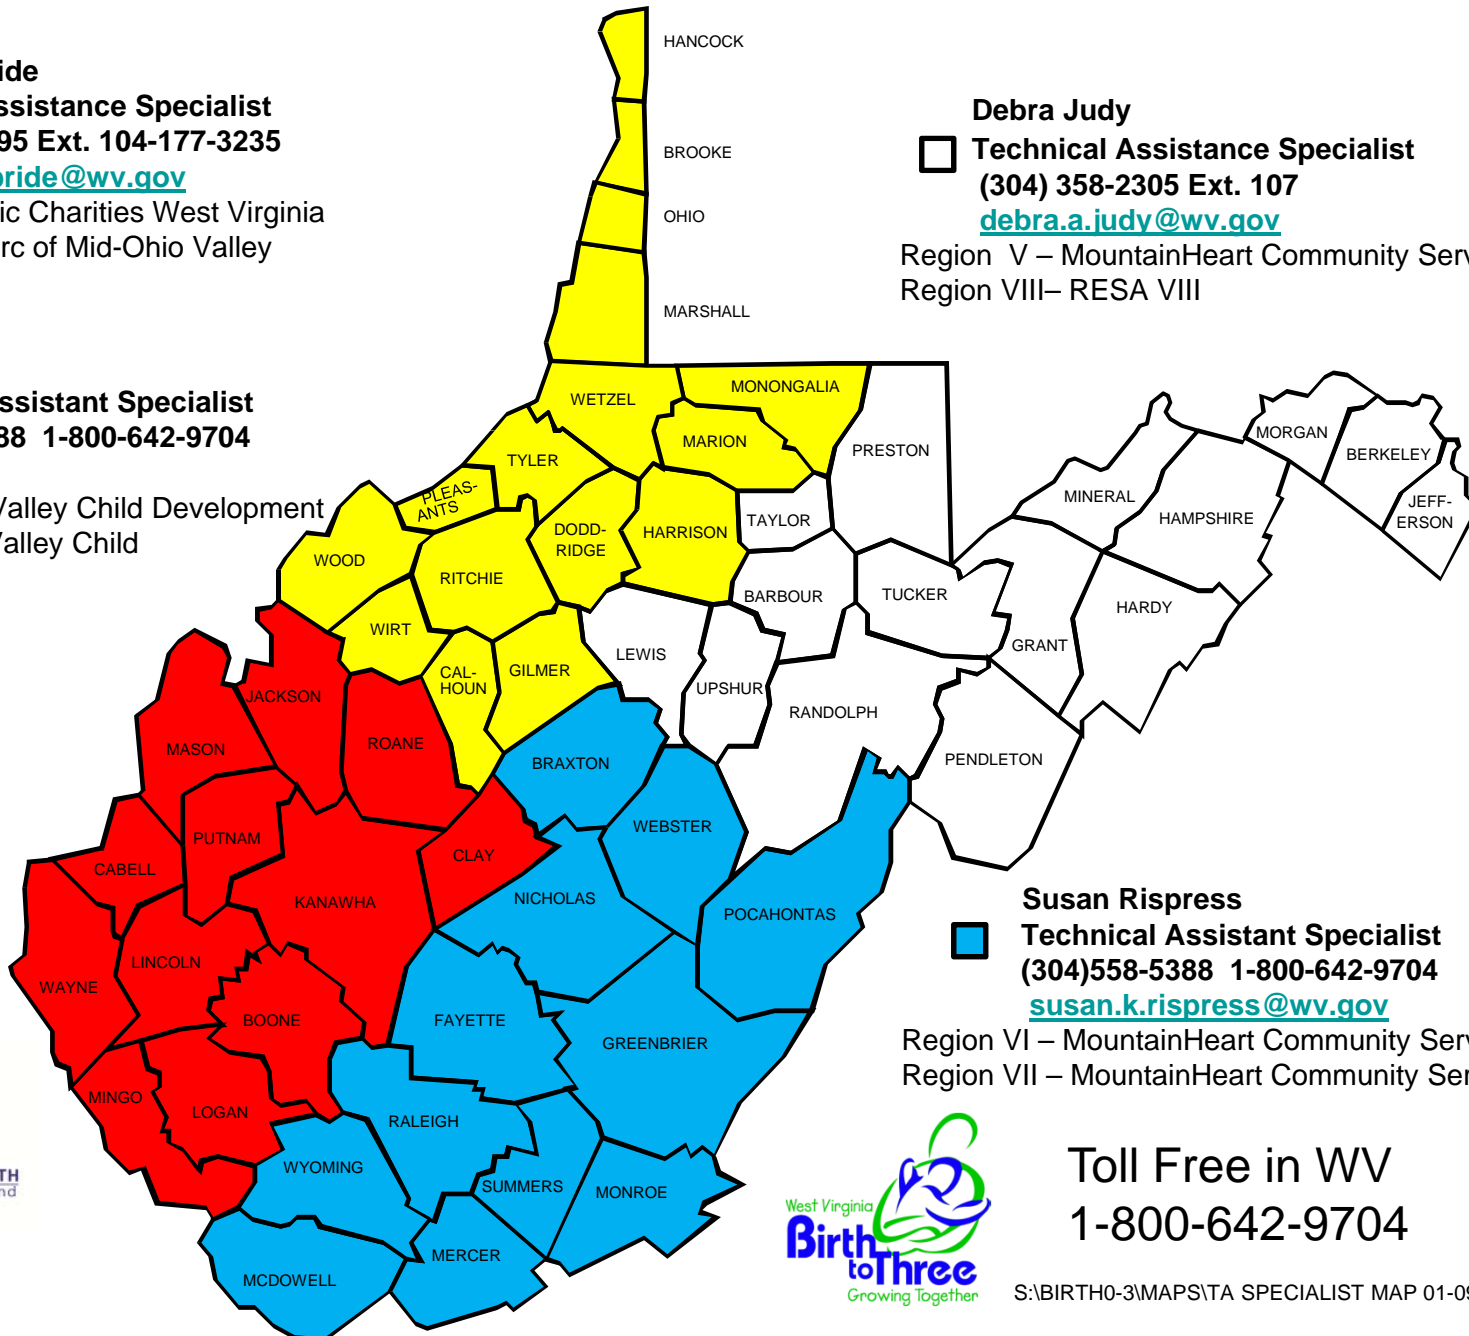 ide
ssistance Specialist
95 Ext. 104-177-3235
oride@wv.gov
ic Charities West Virginia
rc of Mid-Ohio Valley
ssistant Specialist
38 1-800-642-9704
Valley Child Development
Valley Child
Debra Judy
Technical Assistance Specialist
(304) 358-2305 Ext. 107
debra.a.judy@wv.gov
Region V – MountainHeart Community Serv
Region VIII– RESA VIII
HANCOCK
BROOKE
OHIO
MARSHALL
WETZEL
MONONGALIA
MARION
PRESTON
TYLER
PLEAS-
ANTS
DODD-
RIDGE
HARRISON
TAYLOR
WOOD
RITCHIE
BARBOUR
TUCKER
MINERAL
HAMPSHIRE
MORGAN
BERKELEY
JEFF-
ERSON
HARDY
GRANT
WIRT
CAL-
HOUN
GILMER
LEWIS
UPSHUR
RANDOLPH
PENDLETON
JACKSON
ROANE
MASON
BRAXTON
WEBSTER
PUTNAM
CABELL
CLAY
KANAWHA
NICHOLAS
POCAHONTAS
LINCOLN
WAYNE
BOONE
FAYETTE
GREENBRIER
MINGO
LOGAN
RALEIGH
WYOMING
SUMMERS
MONROE
MERCER
MCDOWELL
Susan Rispress
Technical Assistant Specialist
(304)558-5388 1-800-642-9704
susan.k.rispress@wv.gov
Region VI – MountainHeart Community Serv
Region VII – MountainHeart Community Ser
TH
nd
West Virginia
Birth
toThree
Growing Together
Toll Free in WV
1-800-642-9704
S:\BIRTH0-3\MAPS\TA SPECIALIST MAP 01-09